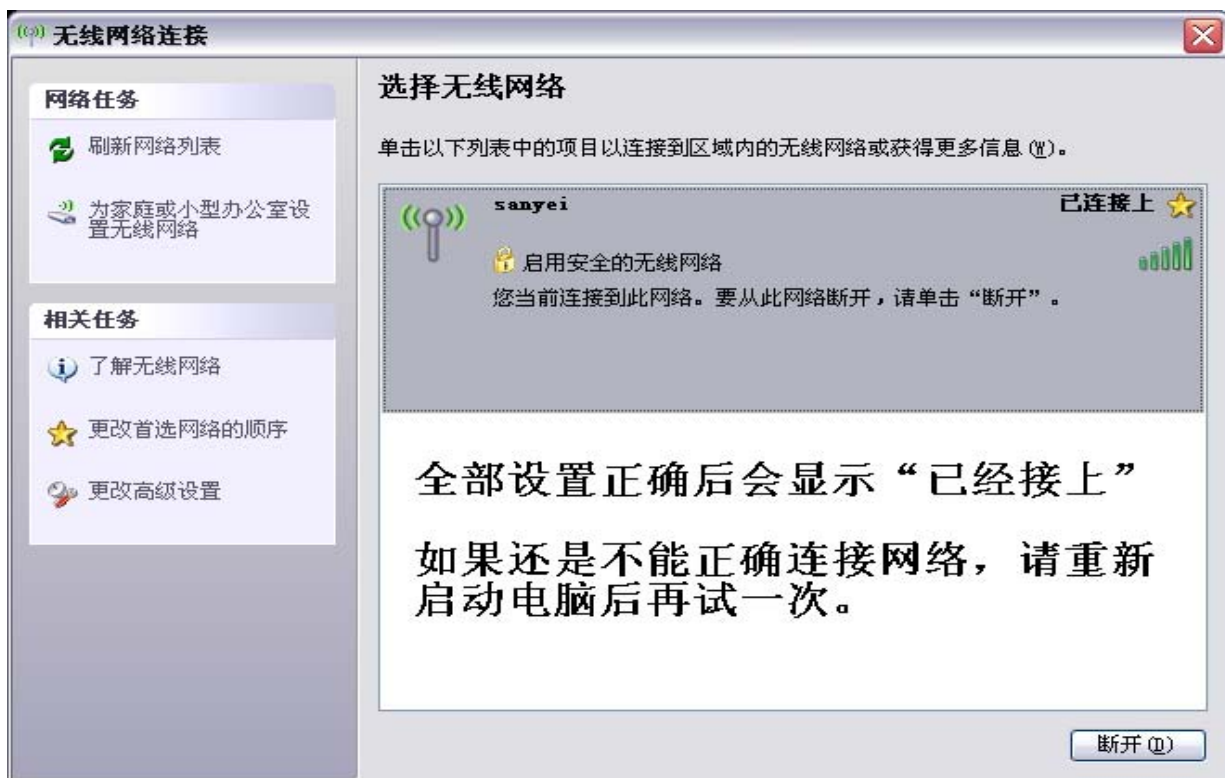 无线网络连接
网络任务
刷新网络列表
为家庭或小型办公室设
置无线网络
相关任务
了解无线网络
更改首选网络的顺序
更改高级设置
选择无线网络
单击以下列表中的项目以连接到区域内的无线网络或获得更多信息(W)。
sanyei
已连接上
启用安全的无线网络
您当前连接到此网络。要从此网络断开，请单击“断开”。
全部设置正确后会显示“已经接上”
如果还是不能正确连接网络，请重新
启动电脑后再试一次。
断开(D)